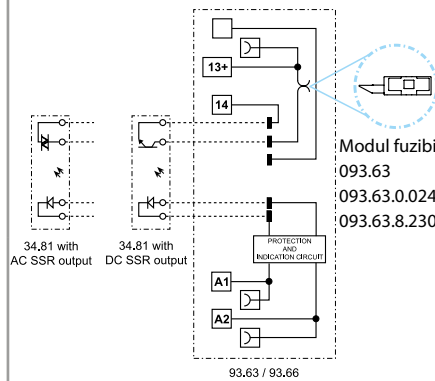 13+
14
Modul fuzibi
093.63
093.63.0.024
093.63.8.230
34.81 with
AC SSR output
34.81 with
DC SSR output
PROTECTION
AND
INDICATION CIRCUIT
A1
A2
93.63 / 93.66